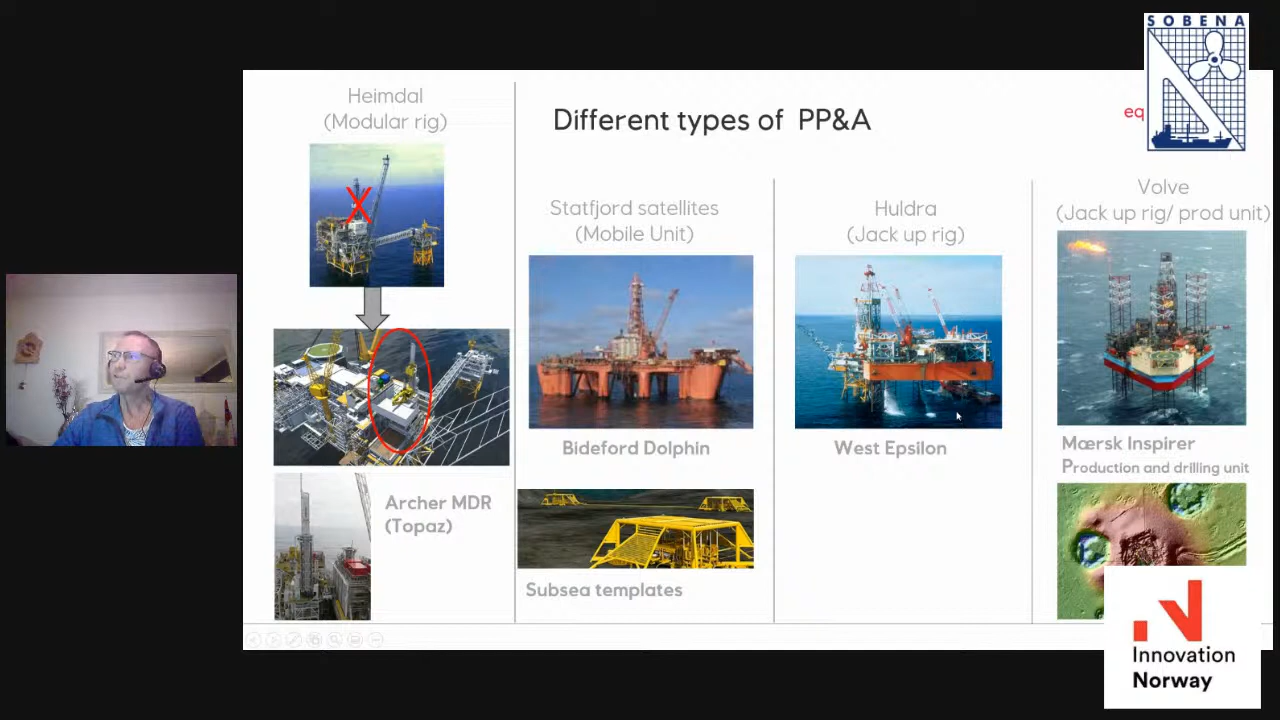 SOBENA
Heimdal
(Modular rig)
Different types of PP&A
eq
Statfjord satellites
(Mobile Unit)
Huldra
(Jack up rig)
Volve
(Jack up rig/ prod unit)
X
Bideford Dolphin
West Epsilon
Mærsk Inspirer
Production and drilling unit
Archer MDR
(Topaz)
Subsea templates
Innovation
Norway